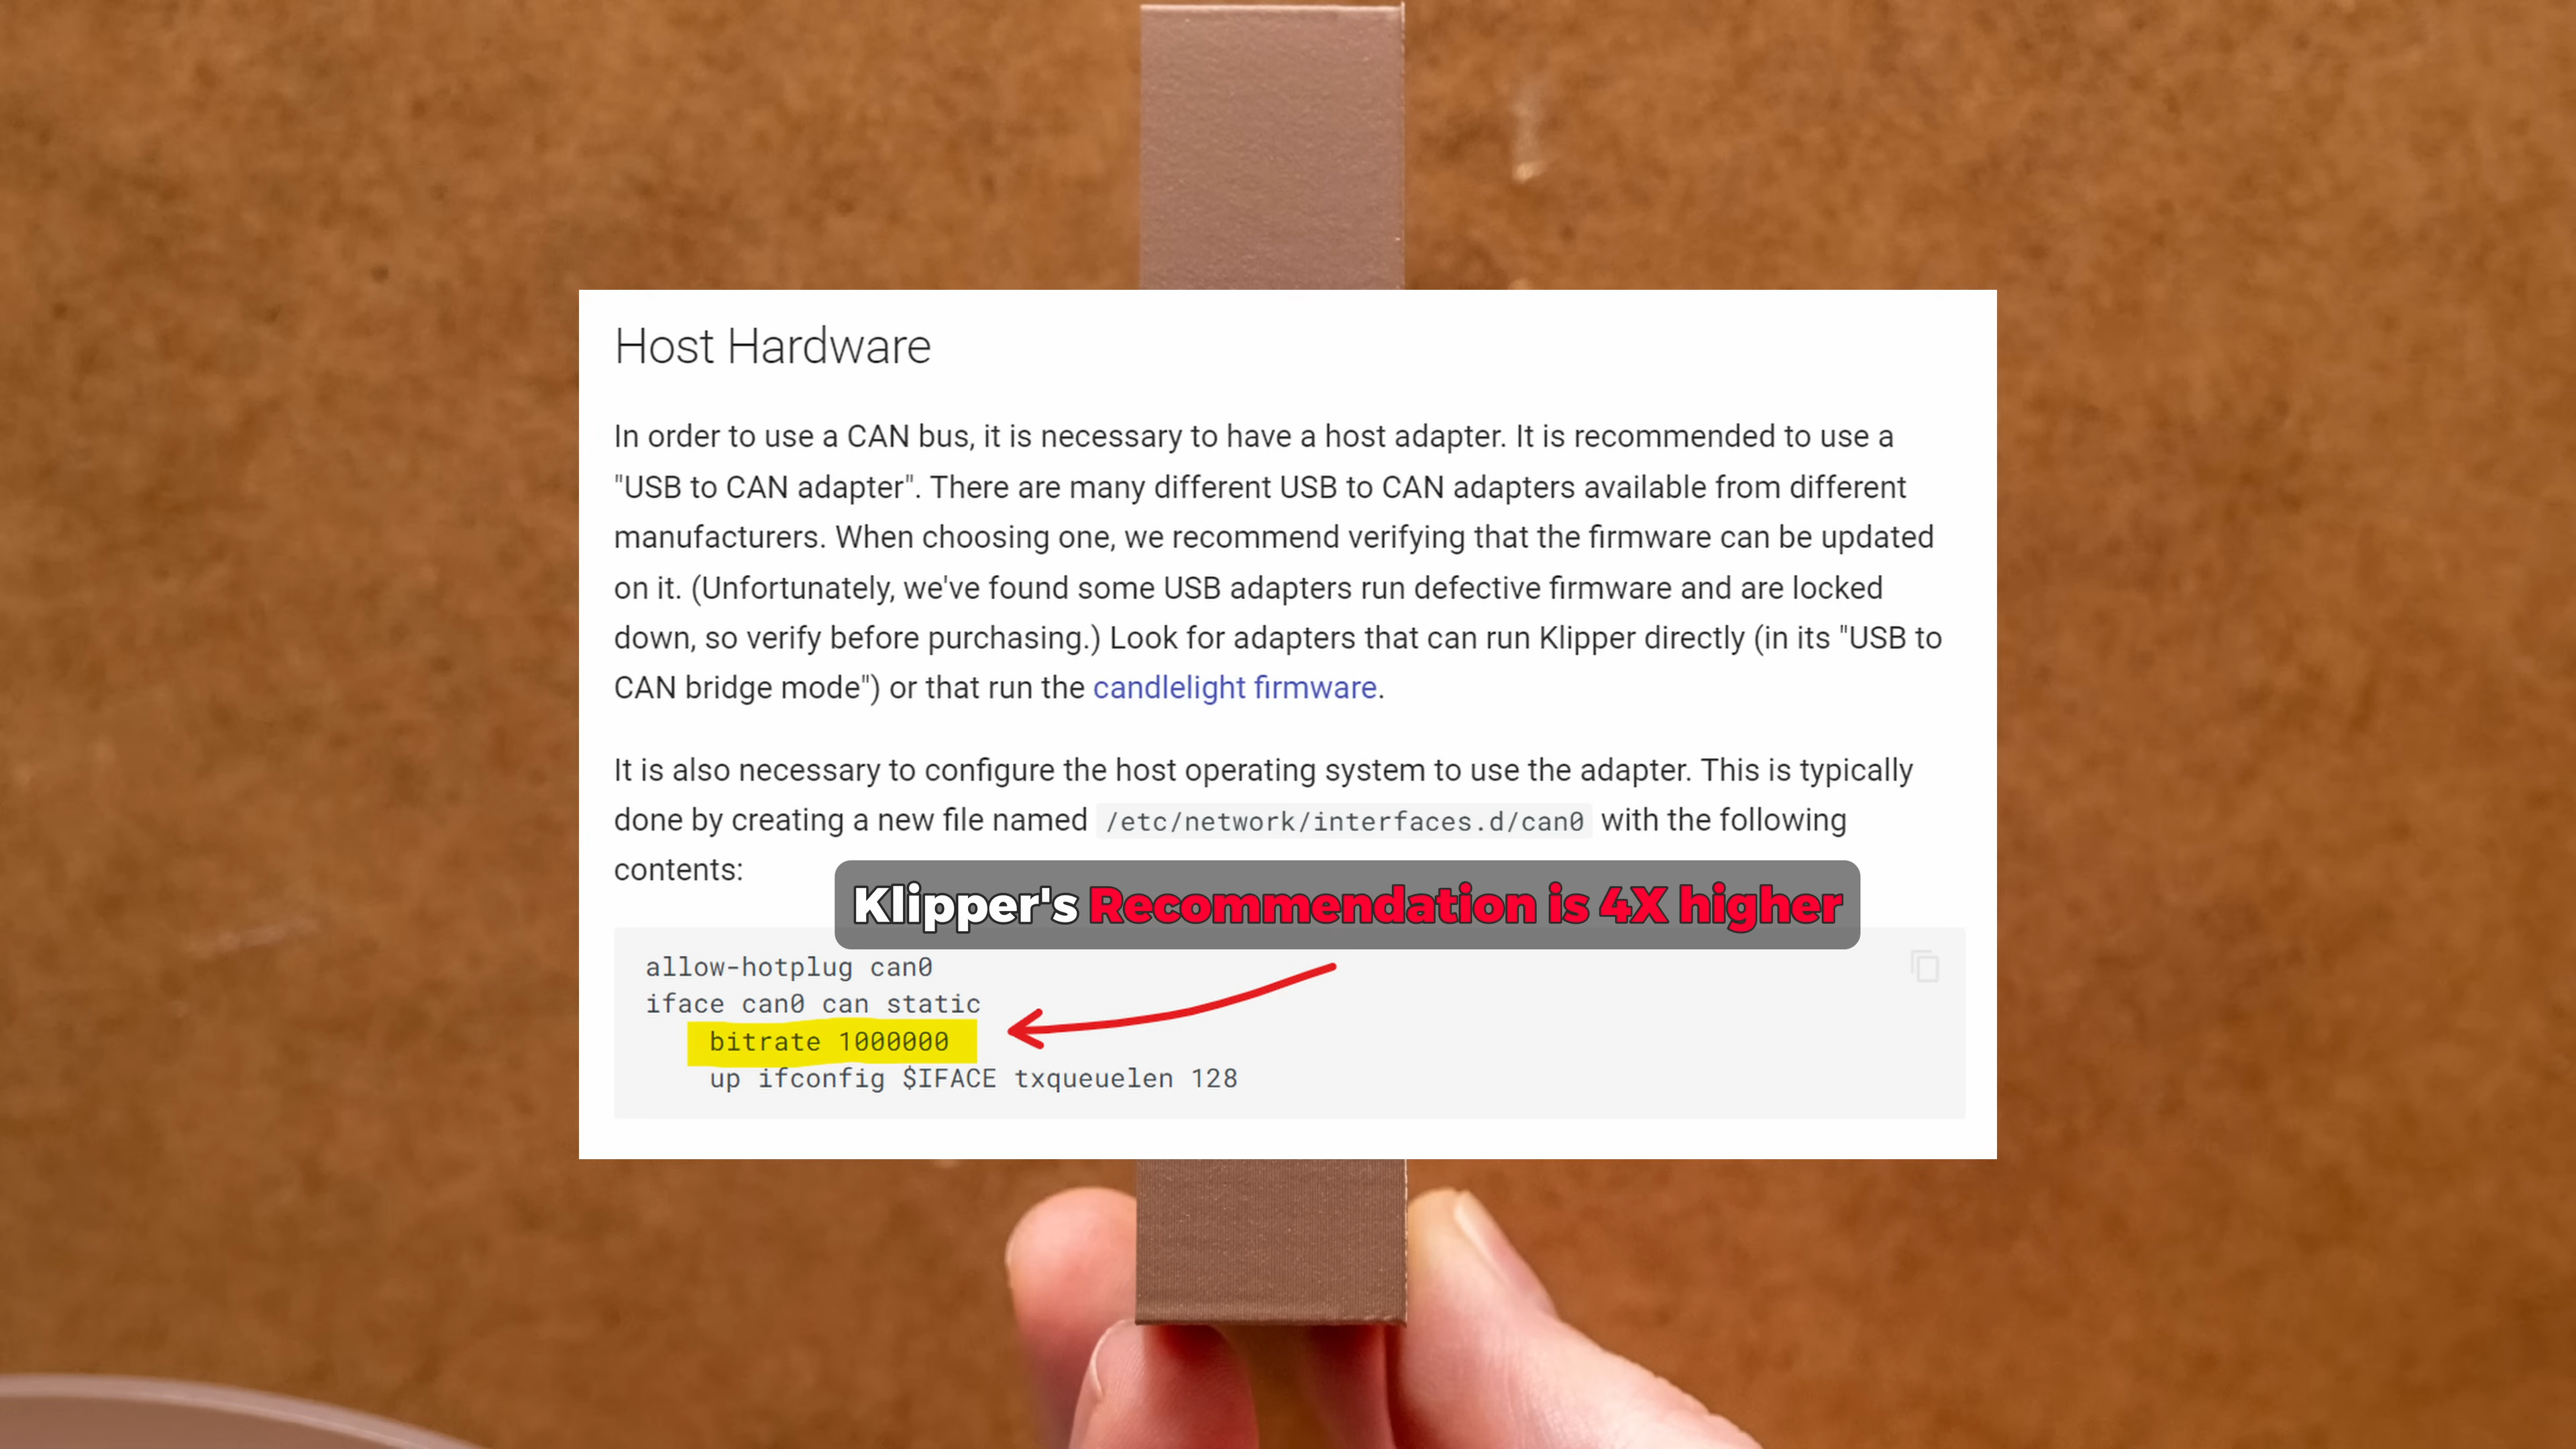 Host Hardware
In order to use a CAN bus, it is necessary to have a host adapter. It is recommended to use a
"USB to CAN adapter". There are many different USB to CAN adapters available from different
manufacturers. When choosing one, we recommend verifying that the firmware can be updated
on it. (Unfortunately, we've found some USB adapters run defective firmware and are locked
down, so verify before purchasing.) Look for adapters that can run Klipper directly (in its "USB to
CAN bridge mode") or that run the candlelight firmware.
It is also necessary to configure the host operating system to use the adapter. This is typically
done by creating a new file named /etc/network/interfaces.d/can0 with the following
contents:
Klipper's Recommendation is 4X higher
allow-hotplug can0
iface can0 can static
bitrate 1000000
up ifconfig $IFACE txqueuelen 128